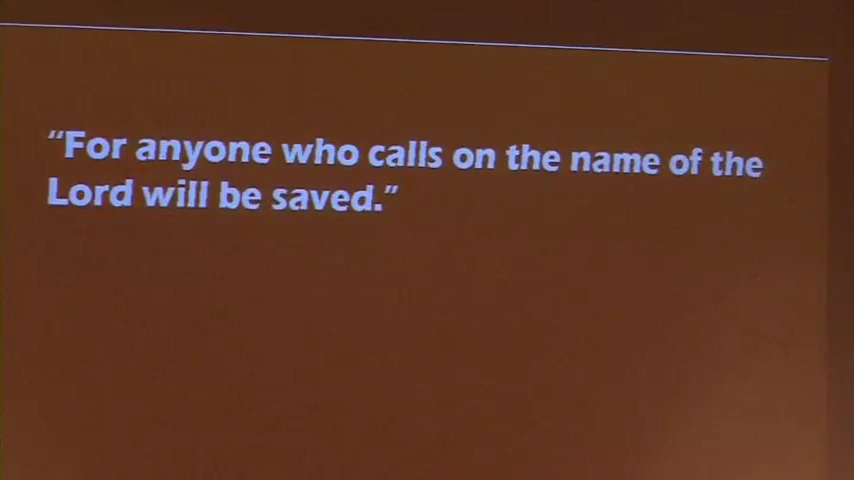 “For anyone who calls on the name of the
Lord will be saved.”